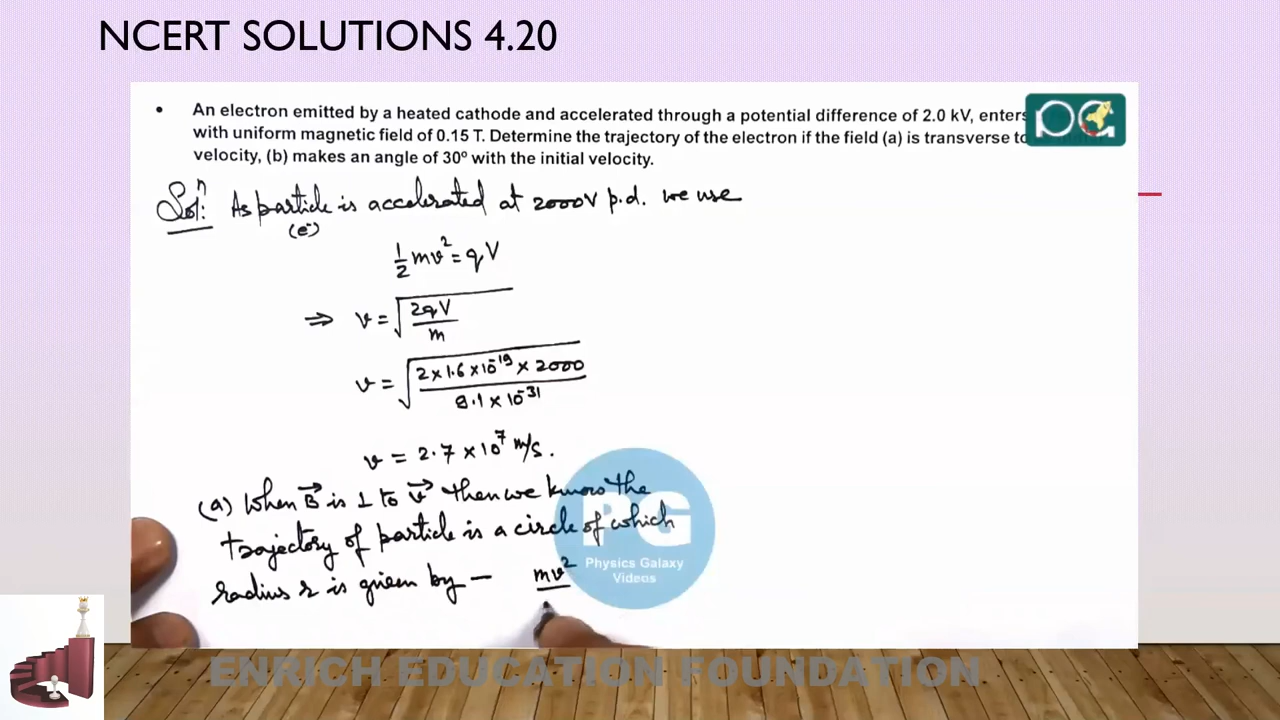 NCERT SOLUTIONS 4.20
• An electron emitted by a heated cathode and accelerated through a potential difference of 2.0 kV, enters
with uniform magnetic field of 0.15 T. Determine the trajectory of the electron if the field (a) is transverse to
velocity, (b) makes an angle of 30º with the initial velocity.
Solⁿ: As particle is accelerated at 2000V p.d. we use
(e⁻)
1/2 mv² = qV
⇒ v = √(2qV/m)
v = √(2×1.6×10⁻¹⁹×2000 / 9.1×10⁻³¹)
v = 2.7×10⁷ m/s.
(a) When B⃗ is ⊥ to v⃗ then we know the
trajectory of particle is a circle of which
radius r is given by — mv²
PG
Physics Galaxy
Videos
ENRICH EDUCATION FOUNDATION